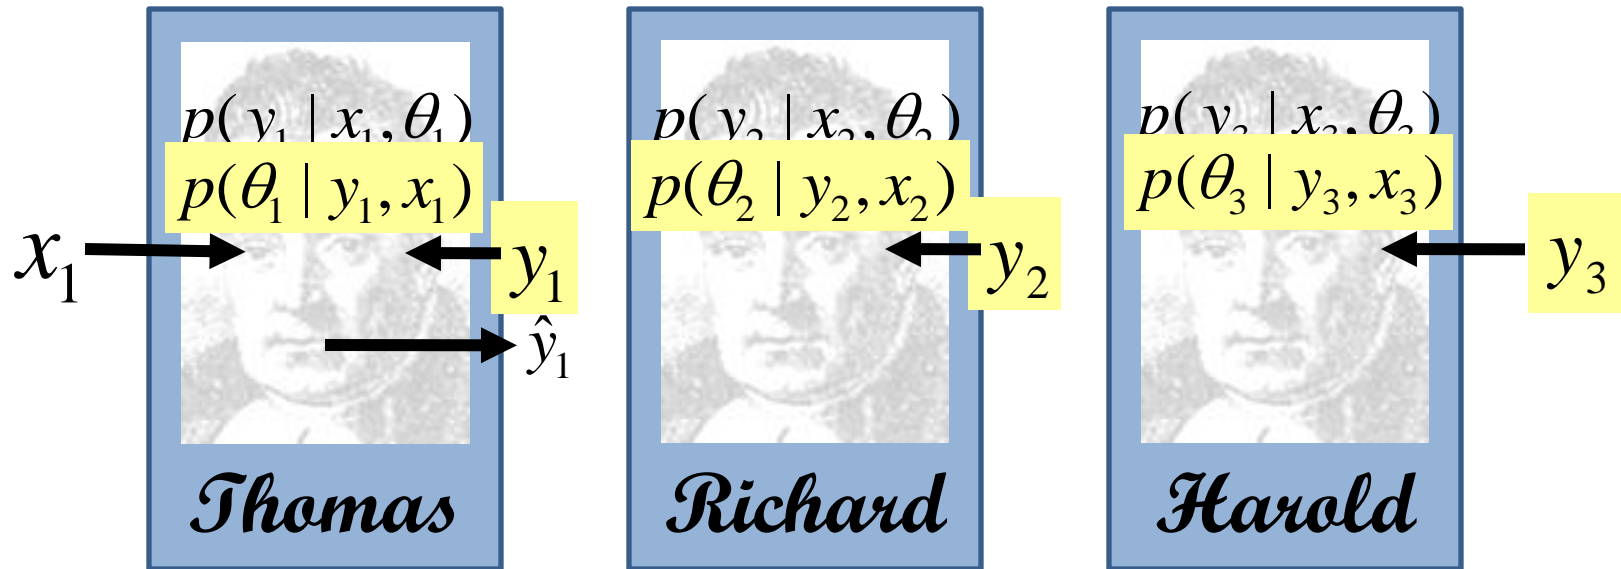 p(y₁ | x₁, θ₁) p(y₂ | x₂, θ₂) p(y₃ | x₃, θ₃)
p(θ₁ | y₁, x₁) p(θ₂ | y₂, x₂) p(θ₃ | y₃, x₃)
x₁ y₁ y₂ y₃
ŷ₁
Thomas Richard Harold